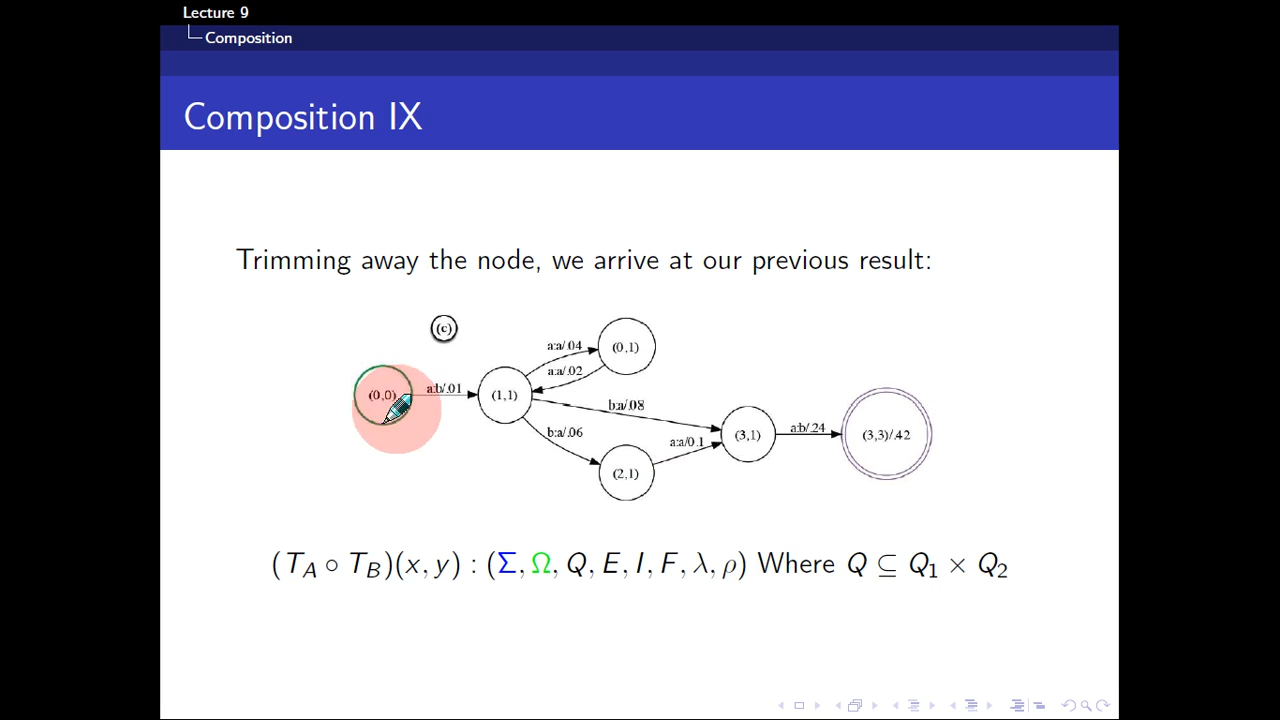 Lecture 9
Composition
Composition IX
Trimming away the node, we arrive at our previous result:
(c)
a:a/.04
(0,1)
a:a/.02
(0,0)
a:b/.01
(1,1)
b:a/.08
b:a/.06
a:a/0.1
(3,1)
a:b/.24
(3,3)/.42
(2,1)
(T_A ∘ T_B)(x, y) : (Σ, Ω, Q, E, I, F, λ, ρ) Where Q ⊆ Q₁ × Q₂